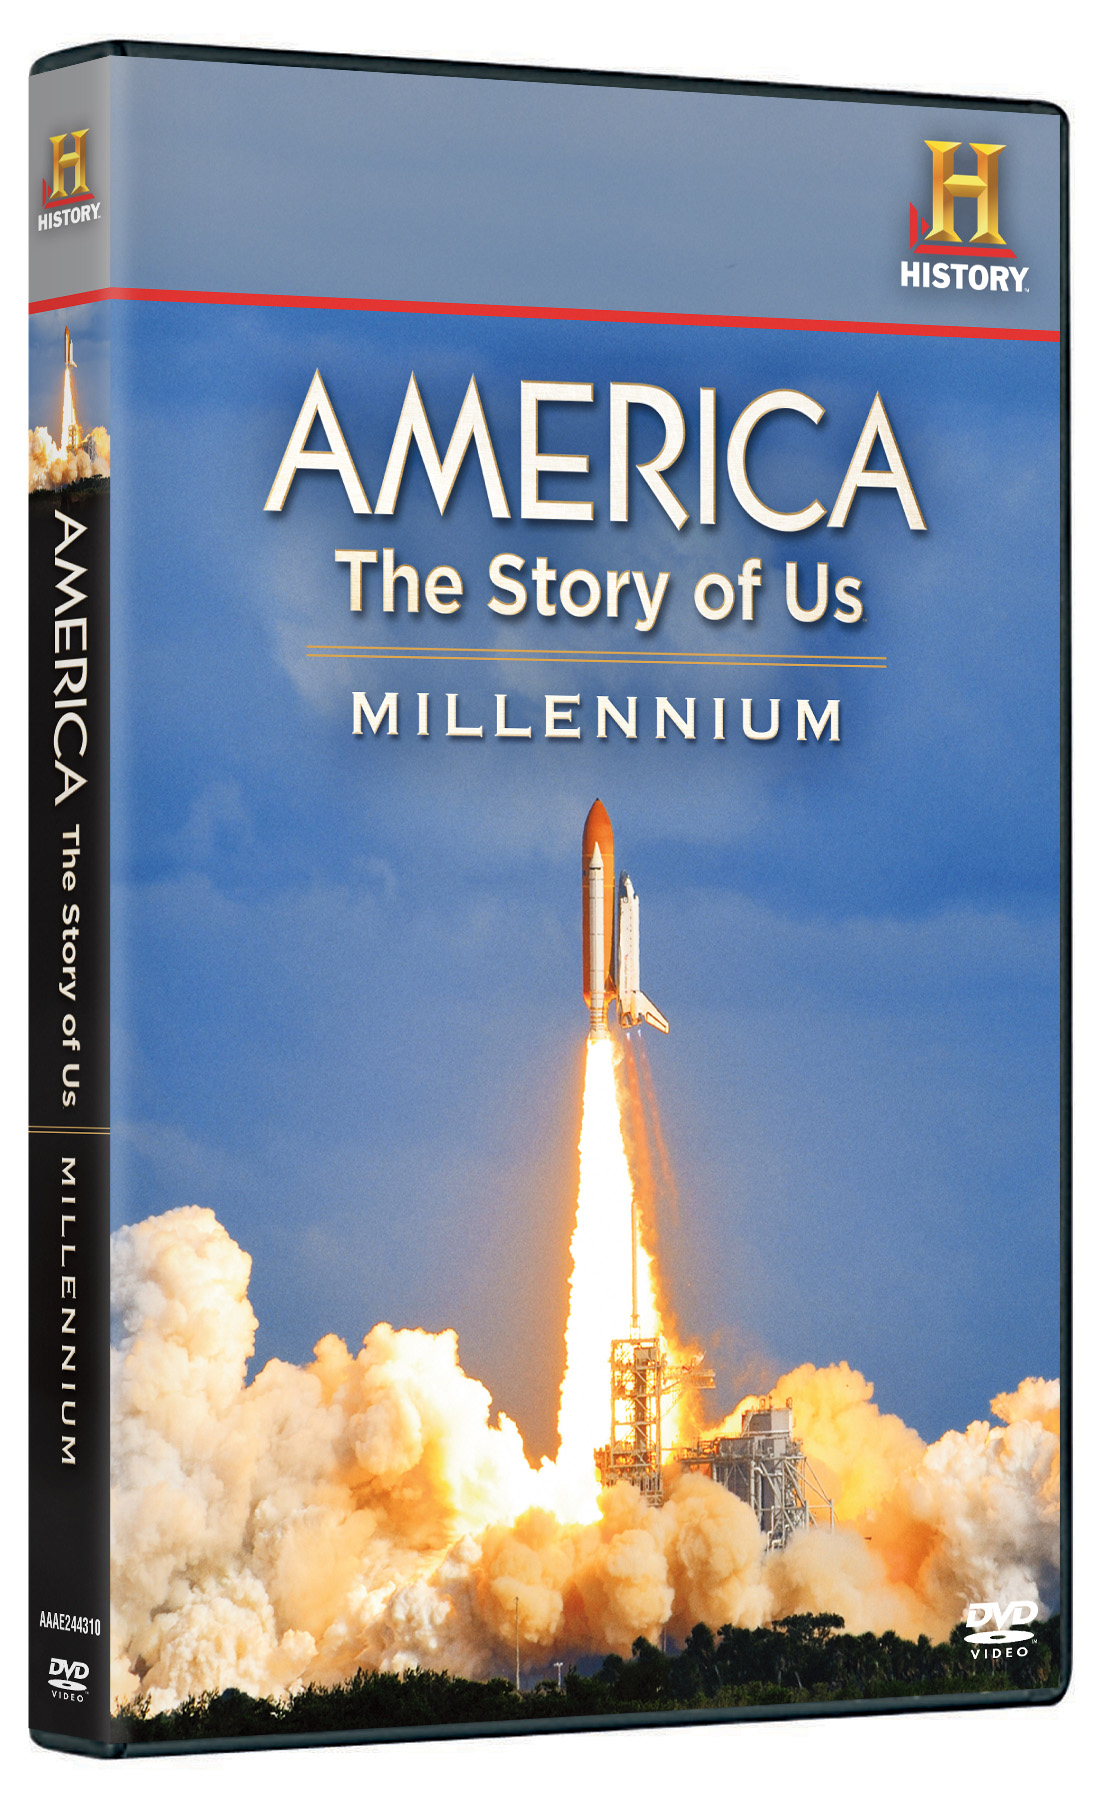 H
HISTORY
AMERICA The Story of Us
MILLENNIUM
AAAE244310
DVD
VIDEO
H
HISTORY
AMERICA
The Story of Us
MILLENNIUM
DVD
VIDEO